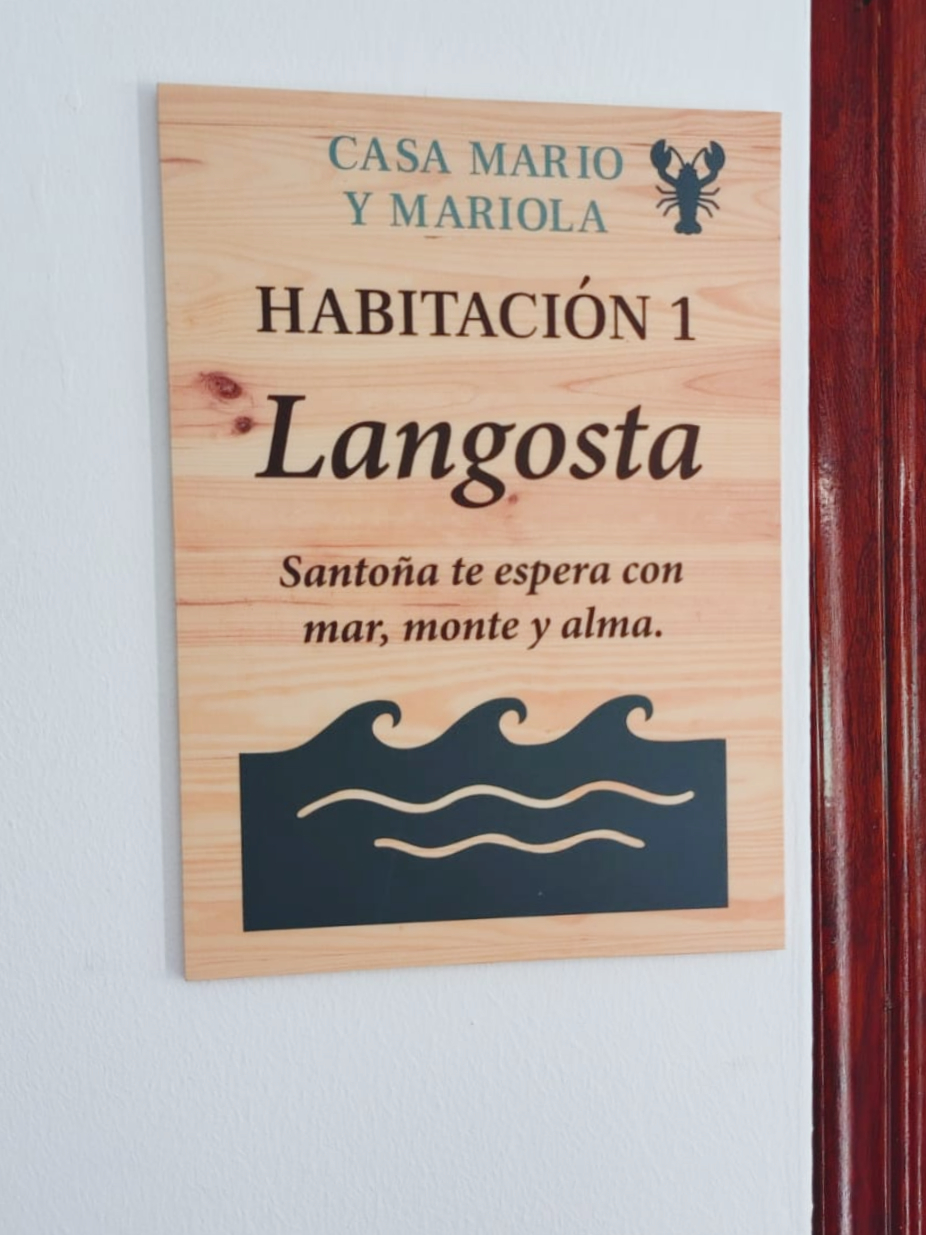 CASA MARIO
Y MARIOLA
HABITACIÓN 1
Langosta
Santoña te espera con
mar, monte y alma.